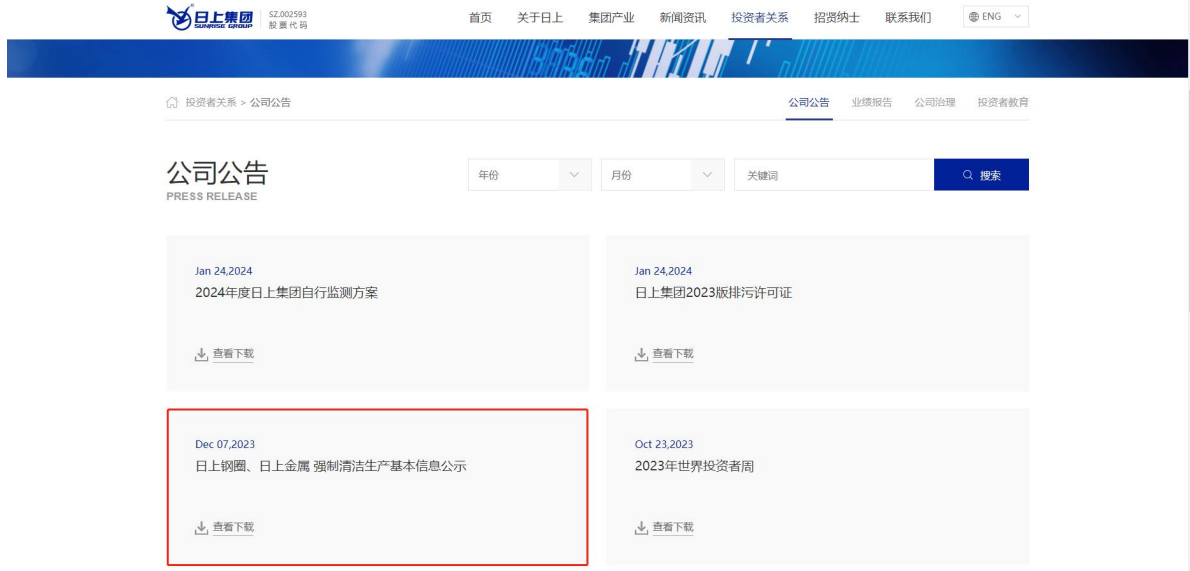 日上集团
SUNRISE GROUP
SZ.002593
股票代码
首页 关于日上 集团产业 新闻资讯 投资者关系 招贤纳士 联系我们 ENG
投资者关系 > 公司公告
公司公告 业绩报告 公司治理 投资者教育
公司公告
PRESS RELEASE
年份 月份 关键词 搜索
Jan 24,2024
2024年度日上集团自行监测方案
查看下载
Jan 24,2024
日上集团2023版排污许可证
查看下载
Dec 07,2023
日上钢圈、日上金属 强制清洁生产基本信息公示
查看下载
Oct 23,2023
2023年世界投资者周
查看下载